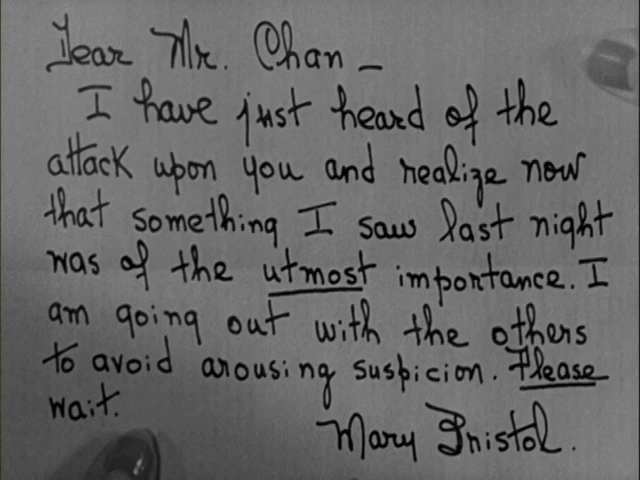 Dear Mr. Chan -
I have just heard of the
attack upon you and realize now
that something I saw last night
was of the utmost importance. I
am going out with the others
to avoid arousing suspicion. Please
wait.
Mary Bristol.